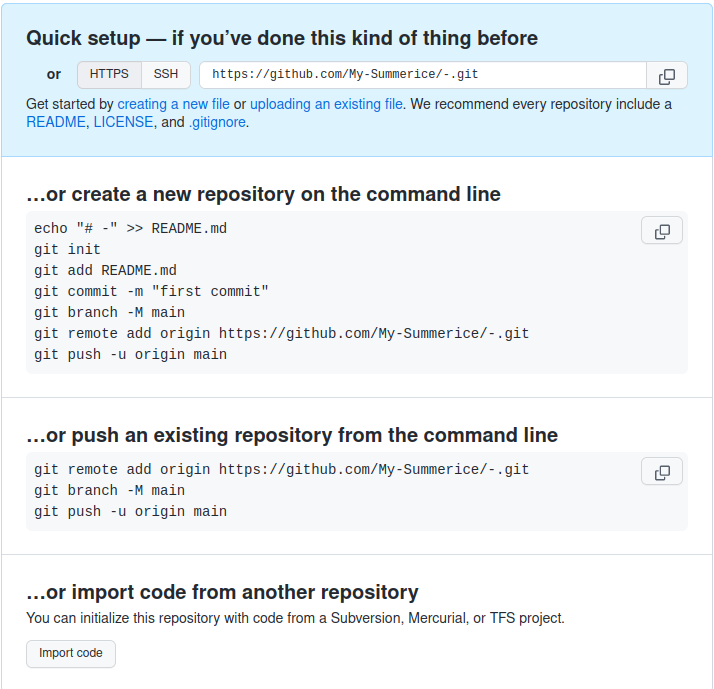 Quick setup — if you’ve done this kind of thing before
or HTTPS SSH https://github.com/My-Summerice/-.git
Get started by creating a new file or uploading an existing file. We recommend every repository include a
README, LICENSE, and .gitignore.
…or create a new repository on the command line
echo "# -" >> README.md
git init
git add README.md
git commit -m "first commit"
git branch -M main
git remote add origin https://github.com/My-Summerice/-.git
git push -u origin main
…or push an existing repository from the command line
git remote add origin https://github.com/My-Summerice/-.git
git branch -M main
git push -u origin main
…or import code from another repository
You can initialize this repository with code from a Subversion, Mercurial, or TFS project.
Import code